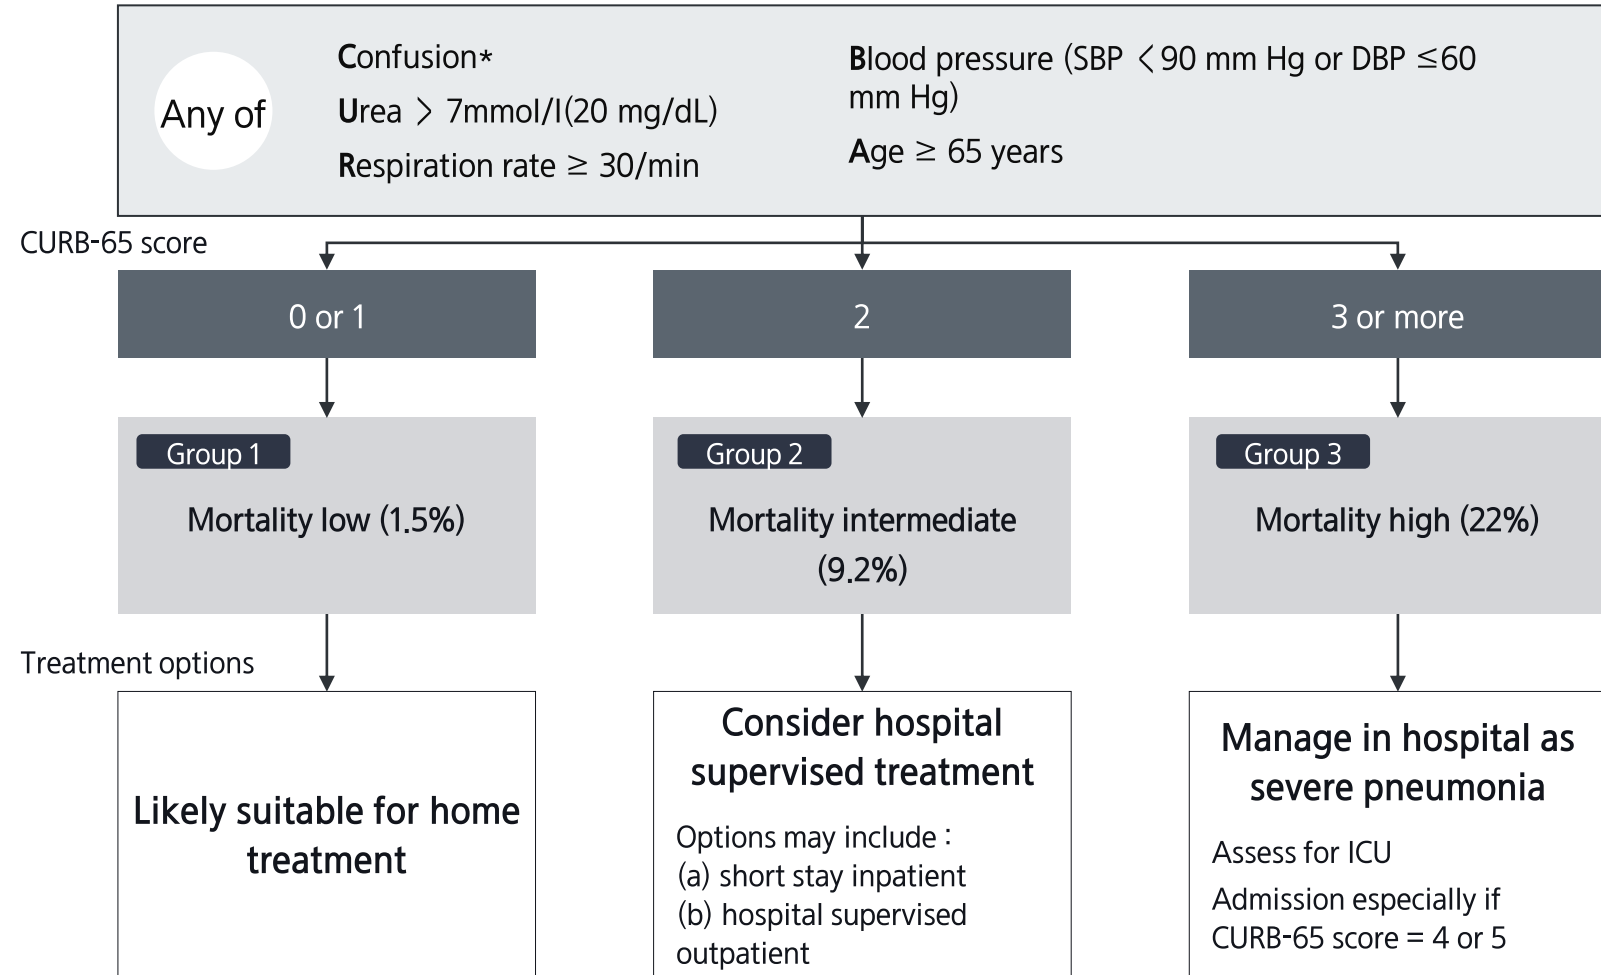 Any of
Confusion*
Urea > 7mmol/l(20 mg/dL)
Respiration rate ≥ 30/min
Blood pressure (SBP <90 mm Hg or DBP ≤60
mm Hg)
Age ≥ 65 years
CURB-65 score
0 or 1
2
3 or more
Group 1
Mortality low (1.5%)
Group 2
Mortality intermediate
(9.2%)
Group 3
Mortality high (22%)
Treatment options
Likely suitable for home
treatment
Consider hospital
supervised treatment
Options may include :
(a) short stay inpatient
(b) hospital supervised
outpatient
Manage in hospital as
severe pneumonia
Assess for ICU
Admission especially if
CURB-65 score = 4 or 5